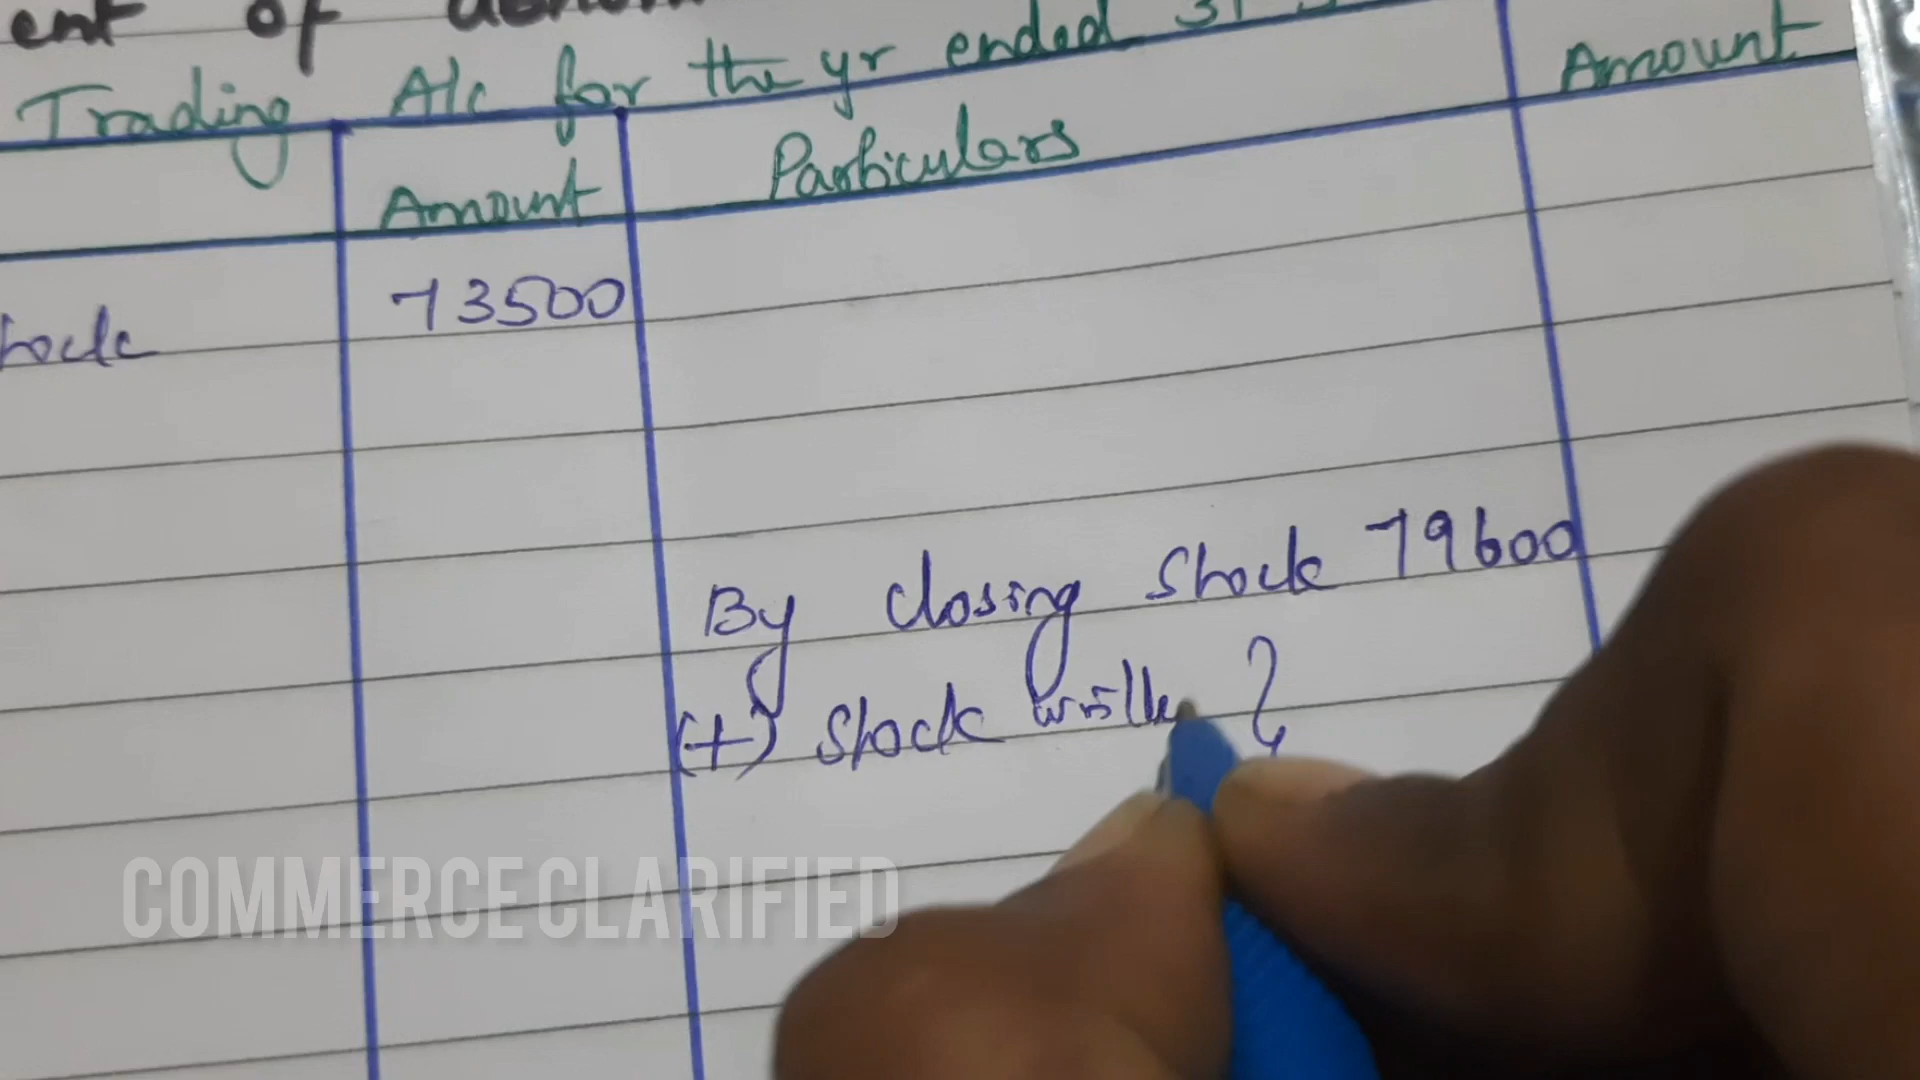 ent of
Trading A/c for the yr ended 31
Amount Particulars Amount
73500
By closing Stock 79600
(+) Stock
COMMERCE CLARIFIED